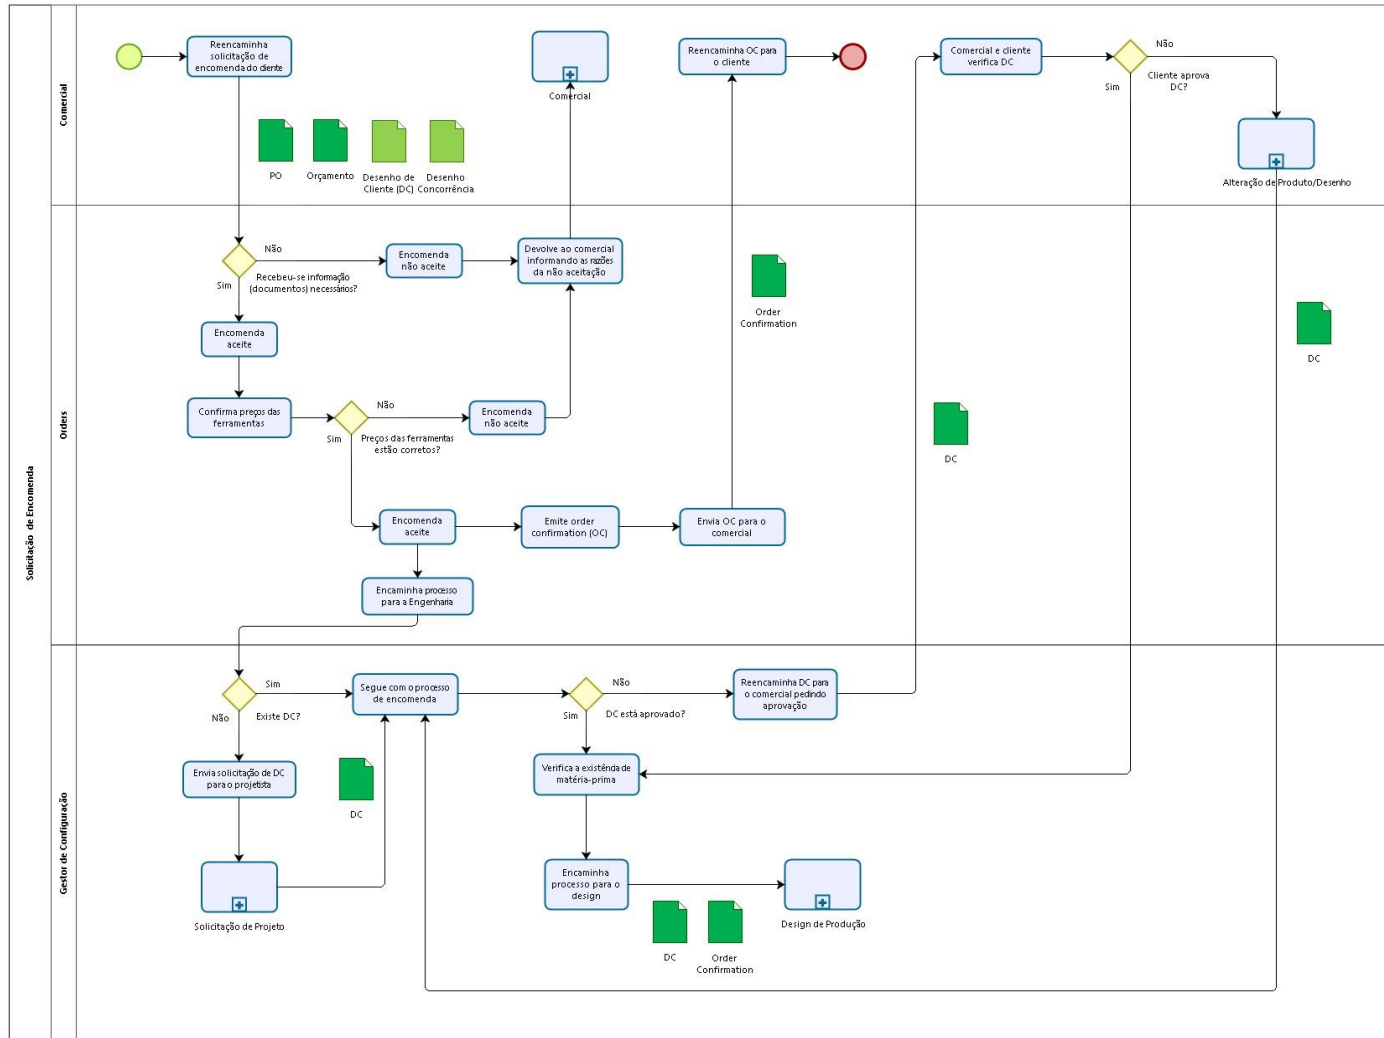 Solicitação de Encomenda
Comercial
Reencaminha
solicitação de
encomenda do cliente
Comercial
Reencaminha OC para
o cliente
Comercial e cliente
verifica DC
Não
Sim
Cliente aprova
DC?
PO
Orçamento
Desenho de
Cliente (DC)
Desenho
Concorrência
Alteração de Produto/Desenho
Orders
Não
Sim
Recebeu-se informação
(documentos) necessários?
Encomenda
não aceite
Devolve ao comercial
informando as razões
da não aceitação
Order
Confirmation
DC
Encomenda
aceite
Confirma preços das
ferramentas
Não
Sim
Preços das ferramentas
estão corretos?
Encomenda
não aceite
DC
Encomenda
aceite
Emite order
confirmation (OC)
Envia OC para o
comercial
Encaminha processo
para a Engenharia
Gestor de Configuração
Sim
Não
Existe DC?
Segue com o processo
de encomenda
Não
Sim
DC está aprovado?
Reencaminha DC para
o comercial pedindo
aprovação
Envia solicitação de DC
para o projetista
DC
Verifica a existência de
matéria-prima
Solicitação de Projeto
Encaminha
processo para o
design
Design de Produção
DC
Order
Confirmation